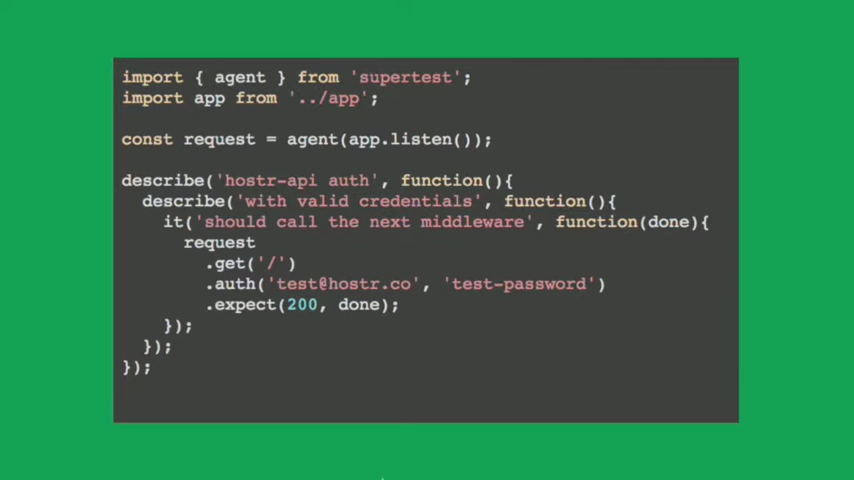 import { agent } from 'supertest';
import app from '../app';
const request = agent(app.listen());
describe('hostr-api auth', function(){
describe('with valid credentials', function(){
it('should call the next middleware', function(done){
request
.get('/')
.auth('test@hostr.co', 'test-password')
.expect(200, done);
});
});
});